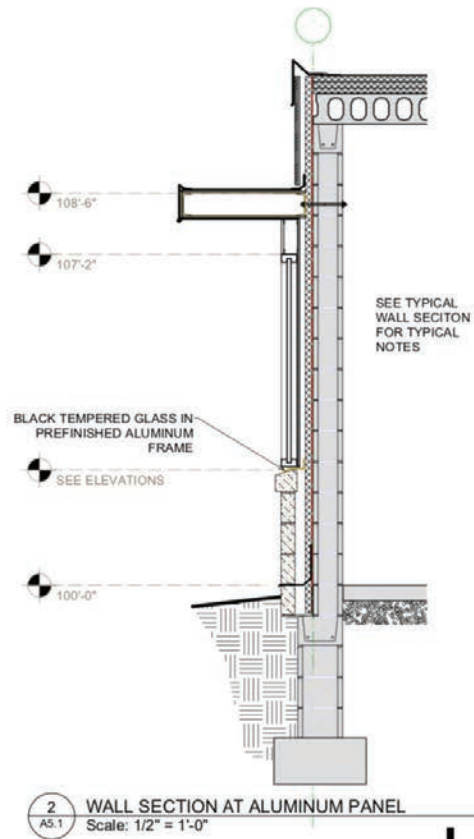 108'-6"
107'-2"
SEE TYPICAL
WALL SECITON
FOR TYPICAL
NOTES
BLACK TEMPERED GLASS IN
PREFINISHED ALUMINUM
FRAME
SEE ELEVATIONS
100'-0"
2
A5.1
WALL SECTION AT ALUMINUM PANEL
Scale: 1/2" = 1'-0"